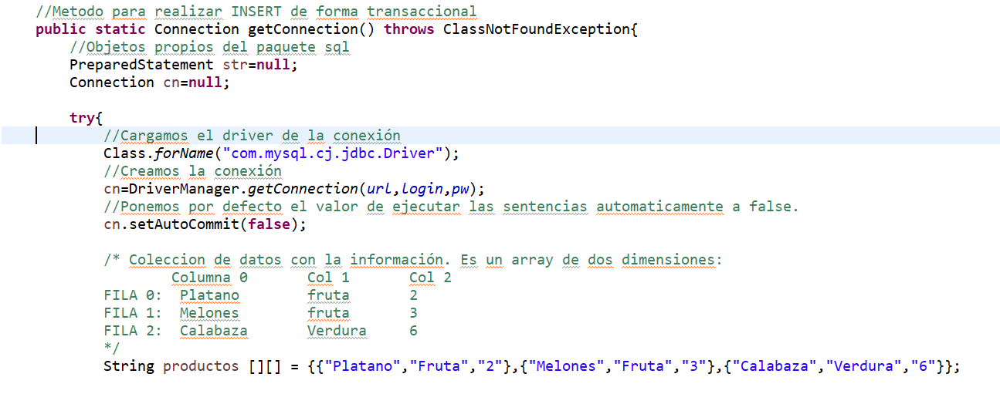 //Metodo para realizar INSERT de forma transaccional
public static Connection getConnection() throws ClassNotFoundException{
//Objetos propios del paquete sql
PreparedStatement str=null;
Connection cn=null;
try{
//Cargamos el driver de la conexión
Class.forName("com.mysql.cj.jdbc.Driver");
//Creamos la conexión
cn=DriverManager.getConnection(url,login,pw);
//Ponemos por defecto el valor de ejecutar las sentencias automaticamente a false.
cn.setAutoCommit(false);
/* Coleccion de datos con la información. Es un array de dos dimensiones:
Columna 0 Col 1 Col 2
FILA 0: Platano fruta 2
FILA 1: Melones fruta 3
FILA 2: Calabaza Verdura 6
*/
String productos [][] = {{"Platano","Fruta","2"},{"Melones","Fruta","3"},{"Calabaza","Verdura","6"}};